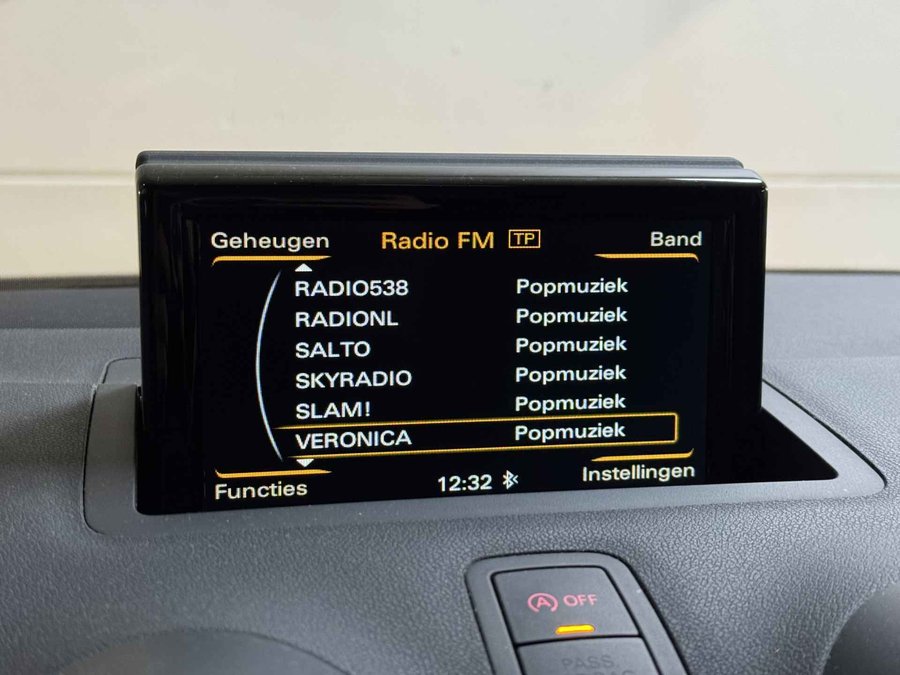 Geheugen Radio FM TP Band
RADIO538 Popmuziek
RADIONL Popmuziek
SALTO Popmuziek
SKYRADIO Popmuziek
SLAM! Popmuziek
VERONICA Popmuziek
Functies 12:32 Instellingen
A OFF
PASS